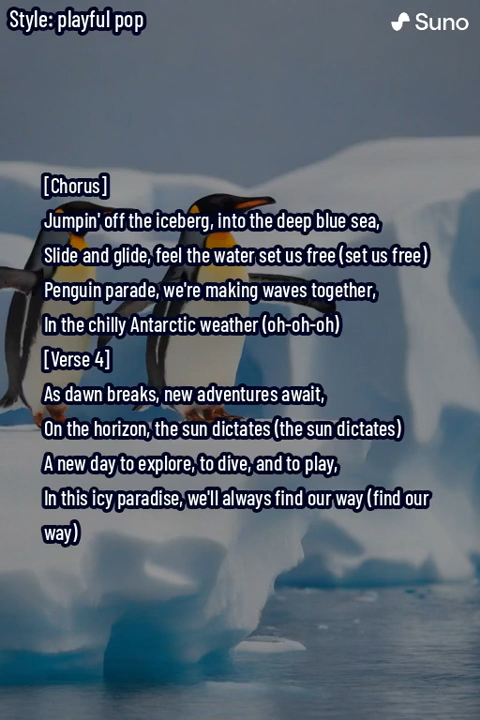 Style: playful pop
Suno
[Chorus]
Jumpin' off the iceberg, into the deep blue sea,
Slide and glide, feel the water set us free (set us free)
Penguin parade, we're making waves together,
In the chilly Antarctic weather (oh-oh-oh)
[Verse 4]
As dawn breaks, new adventures await,
On the horizon, the sun dictates (the sun dictates)
A new day to explore, to dive, and to play,
In this icy paradise, we'll always find our way (find our
way)